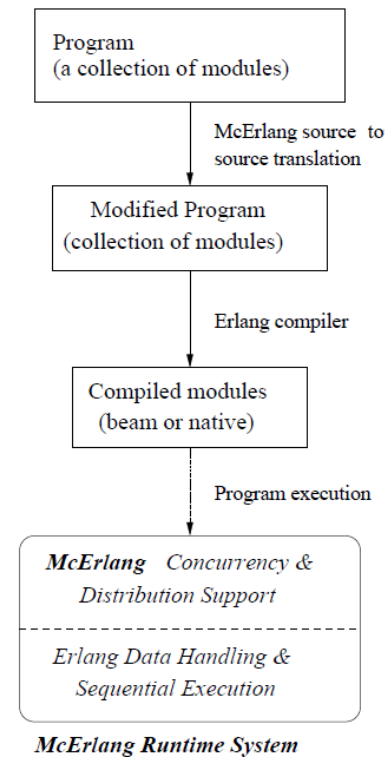 Program
(a collection of modules)
McErlang source to
source translation
Modified Program
(collection of modules)
Erlang compiler
Compiled modules
(beam or native)
Program execution
McErlang Concurrency &
Distribution Support
Erlang Data Handling &
Sequential Execution
McErlang Runtime System